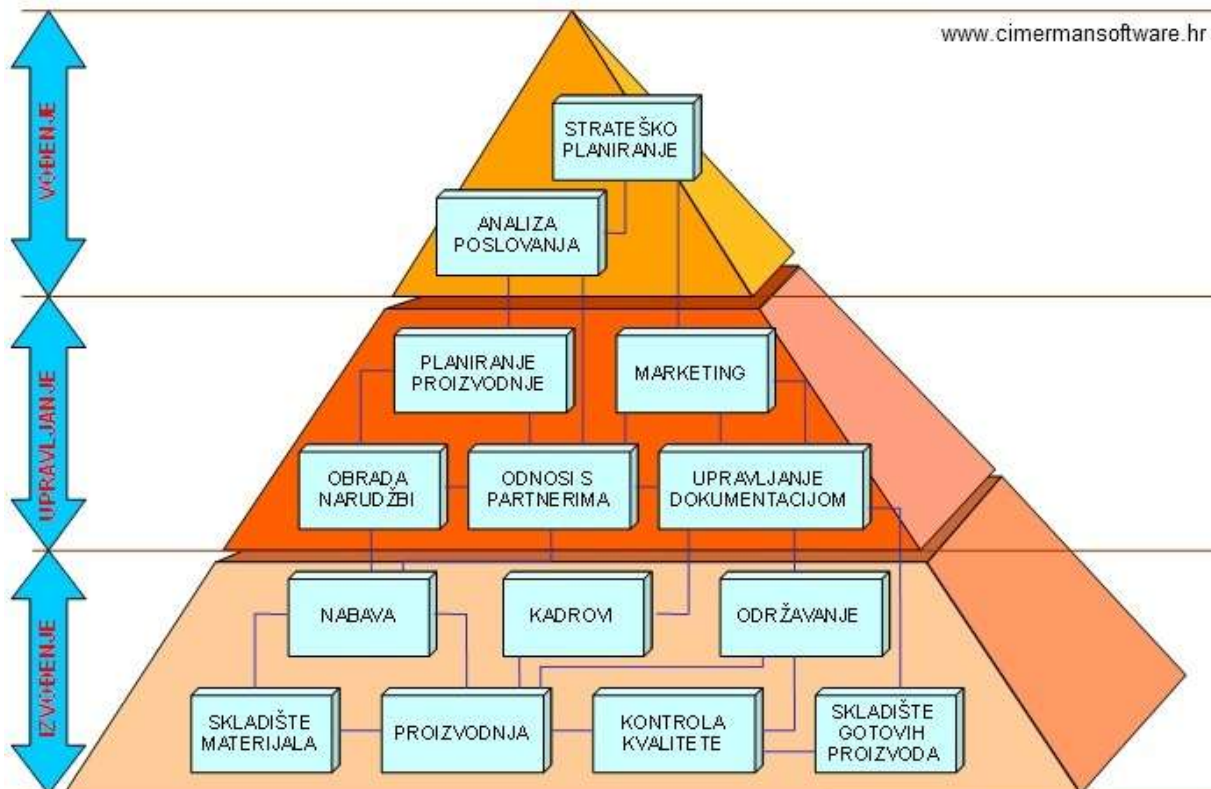 www.cimermansoftware.hr
VOĐENJE
STRATEŠKO
PLANIRANJE
ANALIZA
POSLOVANJA
UPRAVLJANJE
PLANIRANJE
PROIZVODNJE
MARKETING
OBRADA
NARUDŽBI
ODNOSI S
PARTNERIMA
UPRAVLJANJE
DOKUMENTACIJOM
IZVOĐENJE
NABAVA
KADROVI
ODRŽAVANJE
SKLADIŠTE
MATERIJALA
PROIZVODNJA
KONTROLA
KVALITETE
SKLADIŠTE
GOTOVIH
PROIZVODA